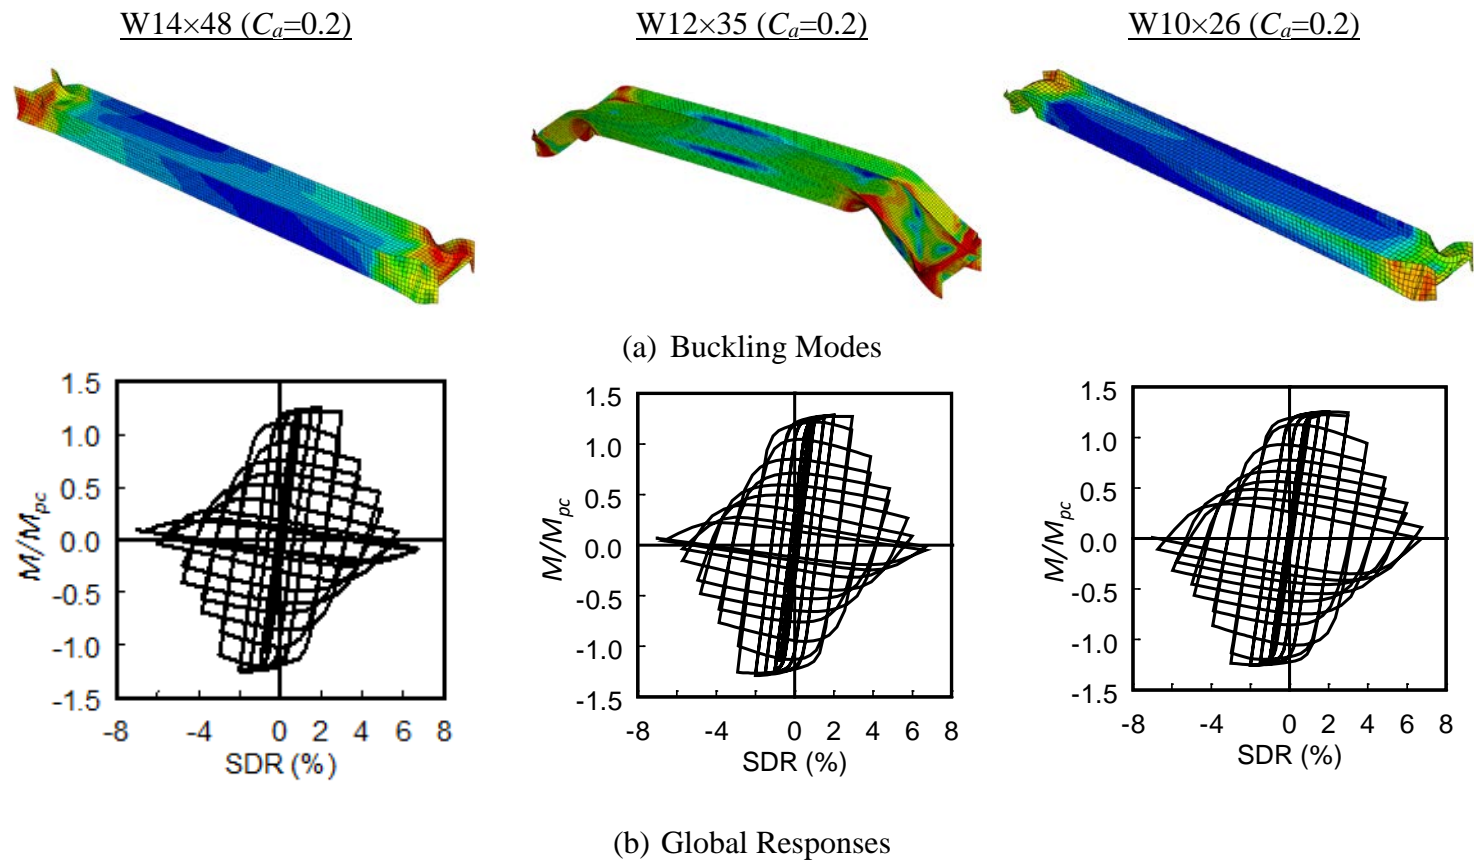 W14×48 (Ca=0.2)
W12×35 (Ca=0.2)
W10×26 (Ca=0.2)
(a) Buckling Modes
1.5
1.0
0.5
0.0
-0.5
-1.0
-1.5
M/Mpc
-8 -4 0 2 4 6 8
SDR (%)
1.5
1.0
0.5
0.0
-0.5
-1.0
-1.5
M/Mpc
-8 -4 0 2 4 6 8
SDR (%)
1.5
1.0
0.5
0.0
-0.5
-1.0
-1.5
M/Mpc
-8 -4 0 2 4 6 8
SDR (%)
(b) Global Responses